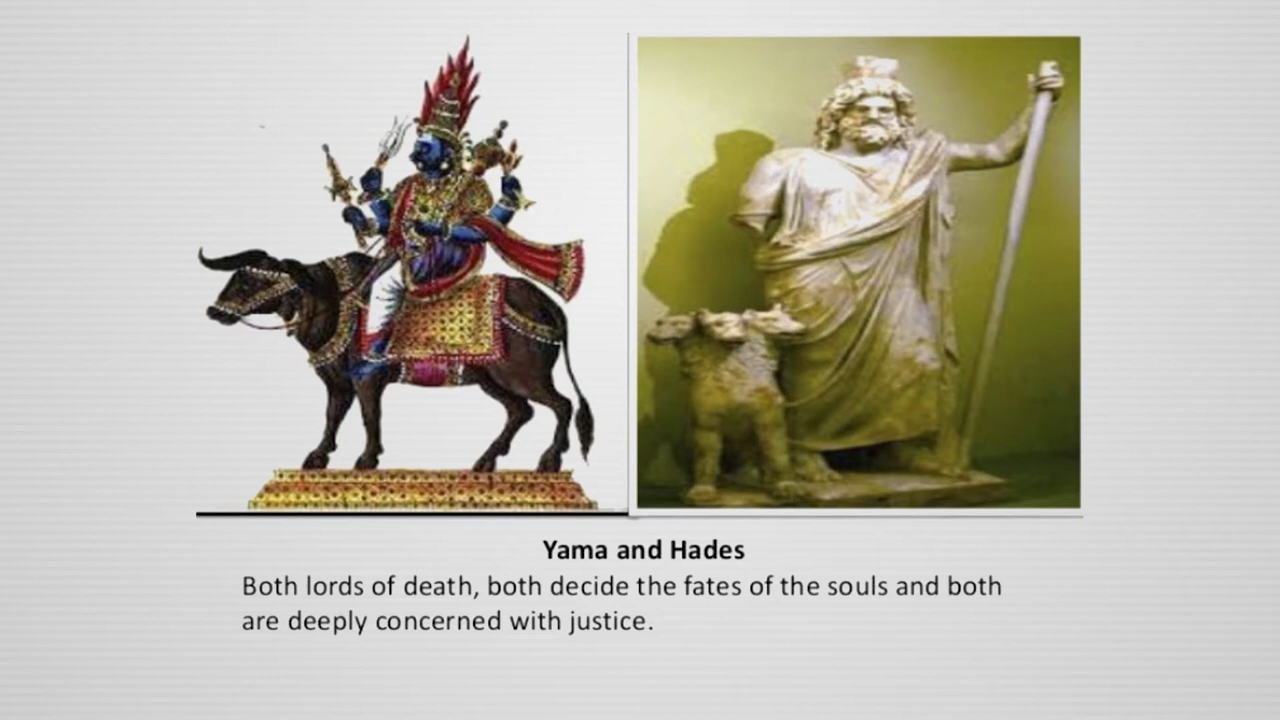 Yama and Hades
Both lords of death, both decide the fates of the souls and both
are deeply concerned with justice.